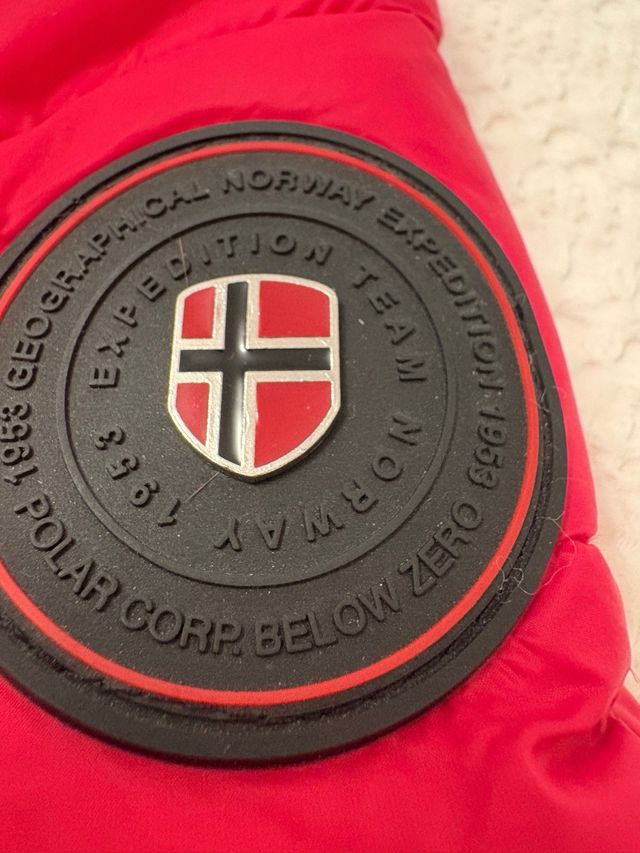 1953 GEOGRAPHICAL NORWAY EXPEDITION 1953
POLAR CORP. BELOW ZERO
EXPEDITION TEAM NORWAY 1953